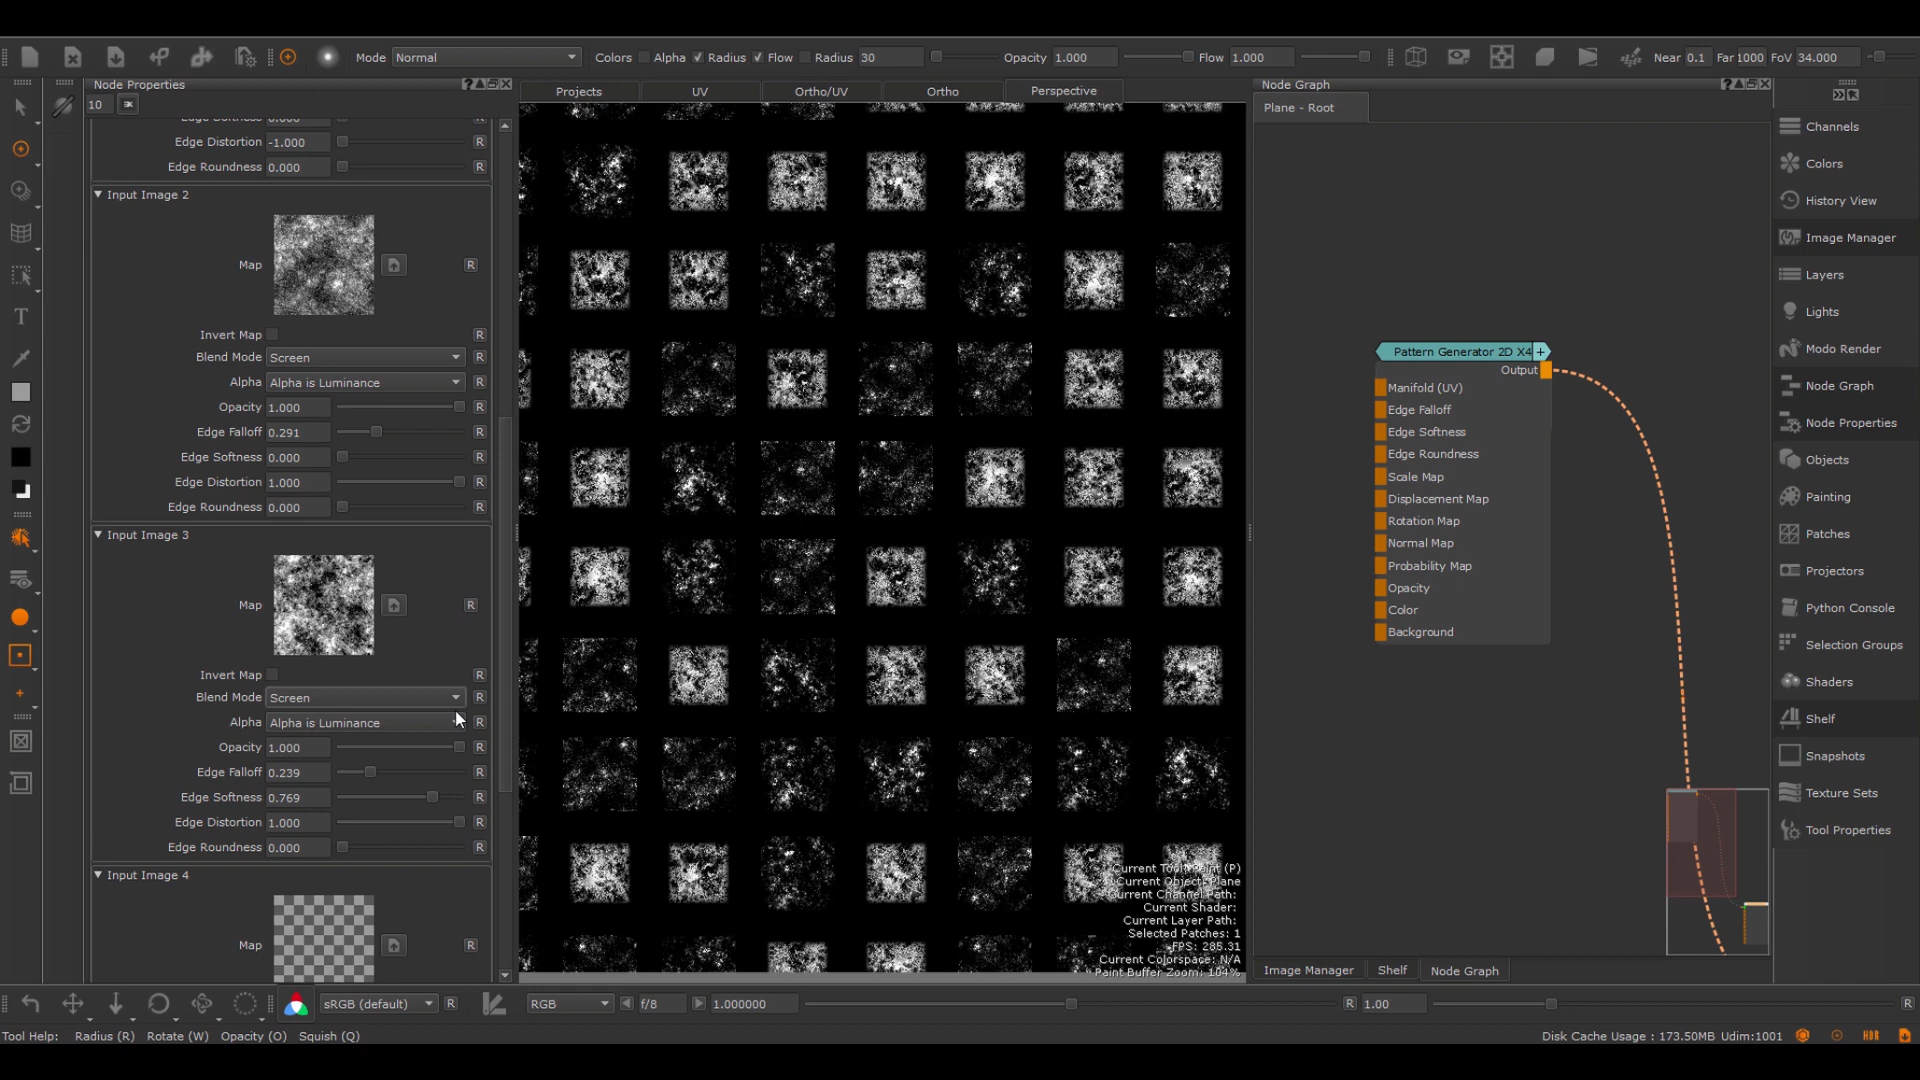 Mode Normal Colors Alpha Radius Flow Radius 30 Opacity 1.000 Flow 1.000 Near 0.1 Far 1000 FoV 34.000
Node Properties
10
Edge Distortion -1.000 R
Edge Roundness 0.000 R
Input Image 2
Map R
Invert Map R
Blend Mode Screen R
Alpha Alpha is Luminance R
Opacity 1.000 R
Edge Falloff 0.291 R
Edge Softness 0.000 R
Edge Distortion 1.000 R
Edge Roundness 0.000 R
Input Image 3
Map R
Invert Map R
Blend Mode Screen R
Alpha Alpha is Luminance R
Opacity 1.000 R
Edge Falloff 0.239 R
Edge Softness 0.769 R
Edge Distortion 1.000 R
Edge Roundness 0.000 R
Input Image 4
Map R
Projects UV Ortho/UV Ortho Perspective
Current Tool: Paint (P)
Current Object: Plane
Current Channel Path:
Current Shader:
Current Layer Path:
Selected Patches: 1
FPS: 285.31
Current Colorspace: N/A
Paint Buffer Zoom: 104%
Node Graph
Plane - Root
Pattern Generator 2D X4 +
Output
Manifold (UV)
Edge Falloff
Edge Softness
Edge Roundness
Scale Map
Displacement Map
Rotation Map
Normal Map
Probability Map
Opacity
Color
Background
Image Manager Shelf Node Graph
Channels
Colors
History View
Image Manager
Layers
Lights
Modo Render
Node Graph
Node Properties
Objects
Painting
Patches
Projectors
Python Console
Selection Groups
Shaders
Shelf
Snapshots
Texture Sets
Tool Properties
sRGB (default) R RGB f/8 1.000000 R 1.00 R
Tool Help: Radius (R) Rotate (W) Opacity (O) Squish (Q)
Disk Cache Usage : 173.50MB Udim:1001 HDR